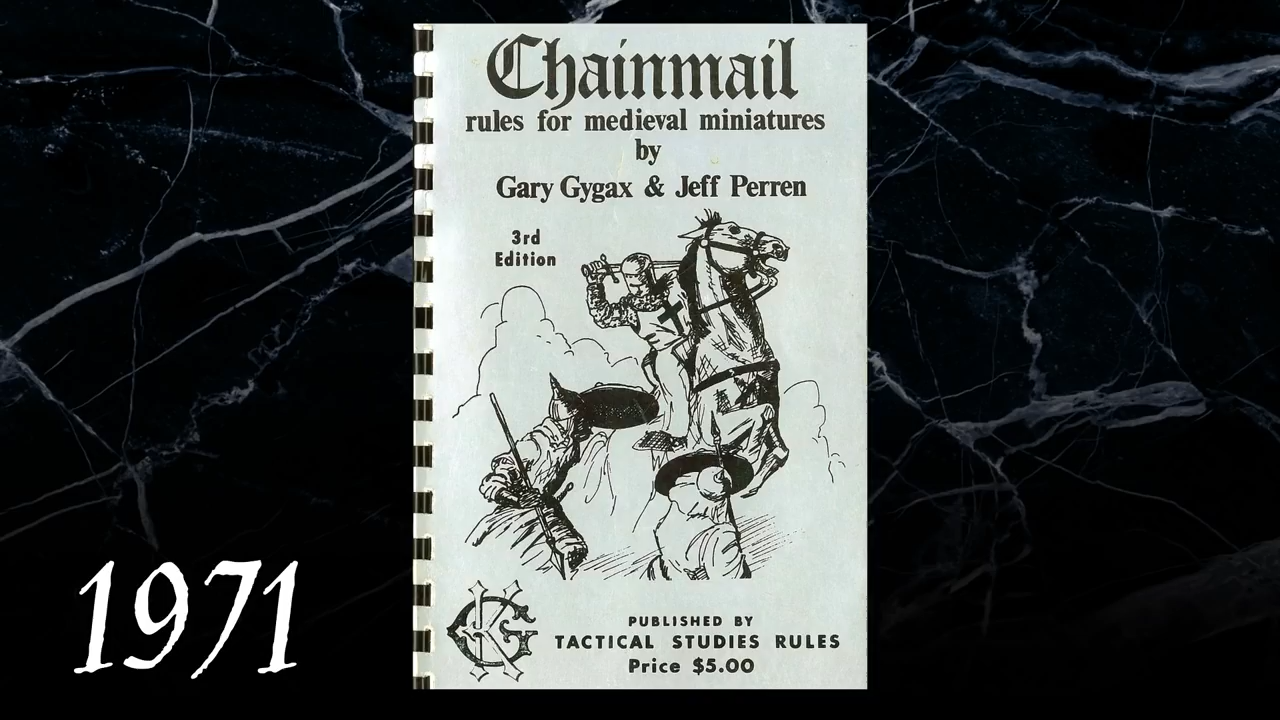 Chainmail
rules for medieval miniatures
by
Gary Gygax & Jeff Perren
3rd
Edition
GK
PUBLISHED BY
TACTICAL STUDIES RULES
Price $5.00
1971